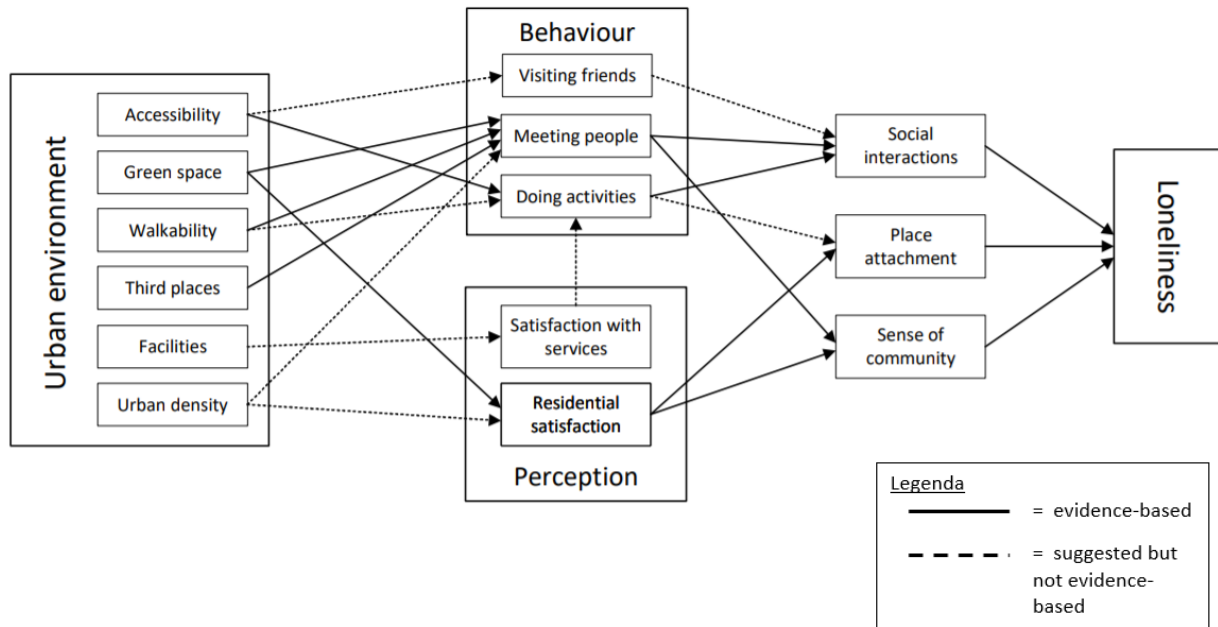 Urban environment
Accessibility
Green space
Walkability
Third places
Facilities
Urban density
Behaviour
Visiting friends
Meeting people
Doing activities
Satisfaction with
services
Residential
satisfaction
Perception
Social
interactions
Place
attachment
Sense of
community
Loneliness
Legenda
= evidence-based
= suggested but
not evidence-
based